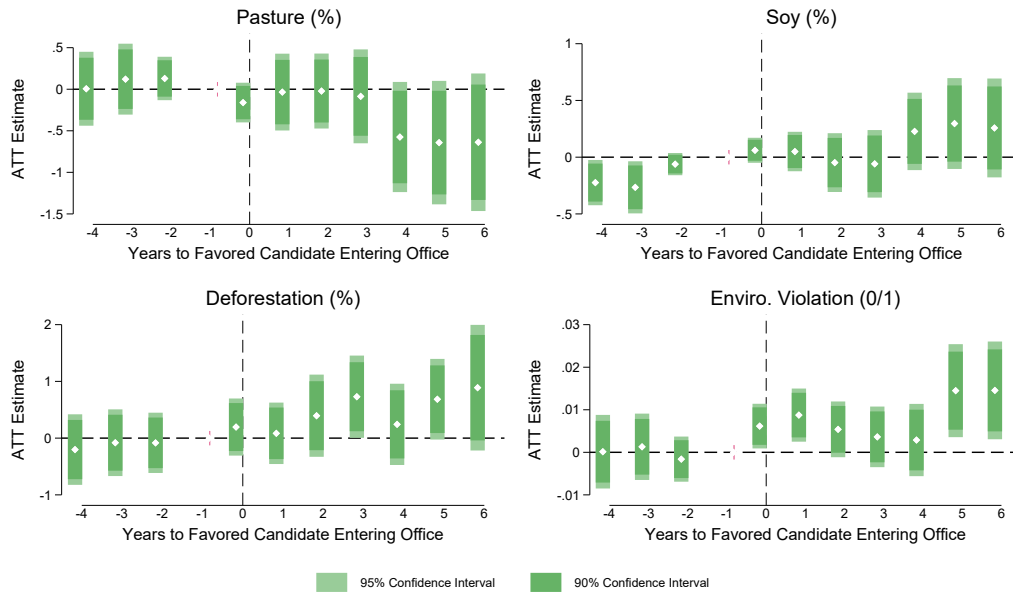 Pasture (%)
ATT Estimate
.5
0
-.5
-1
-1.5
-4 -3 -2 -1 0 1 2 3 4 5 6
Years to Favored Candidate Entering Office
Soy (%)
ATT Estimate
1
.5
0
-.5
-4 -3 -2 -1 0 1 2 3 4 5 6
Years to Favored Candidate Entering Office
Deforestation (%)
ATT Estimate
2
1
0
-1
-4 -3 -2 -1 0 1 2 3 4 5 6
Years to Favored Candidate Entering Office
Enviro. Violation (0/1)
ATT Estimate
.03
.02
.01
0
-.01
-4 -3 -2 -1 0 1 2 3 4 5 6
Years to Favored Candidate Entering Office
95% Confidence Interval
90% Confidence Interval